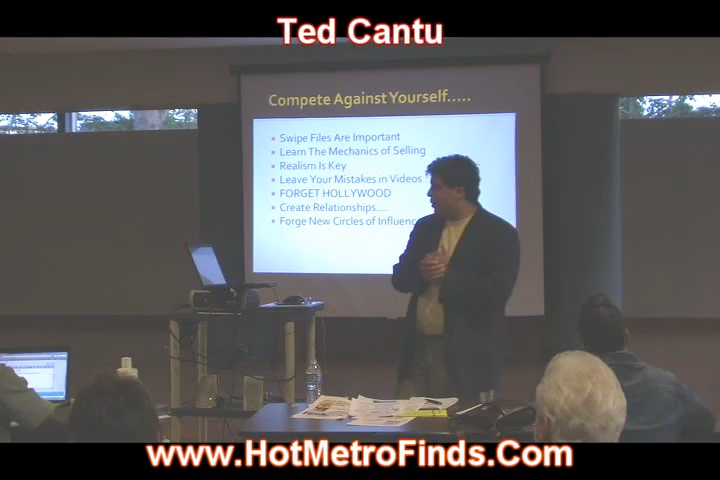 Ted Cantu
Compete Against Yourself.....
Swipe Files Are Important
Learn The Mechanics of Selling
Realism Is Key
Leave Your Mistakes in Videos
FORGET HOLLYWOOD
Create Relationships....
Forge New Circles of Influenc
www.HotMetroFinds.Com